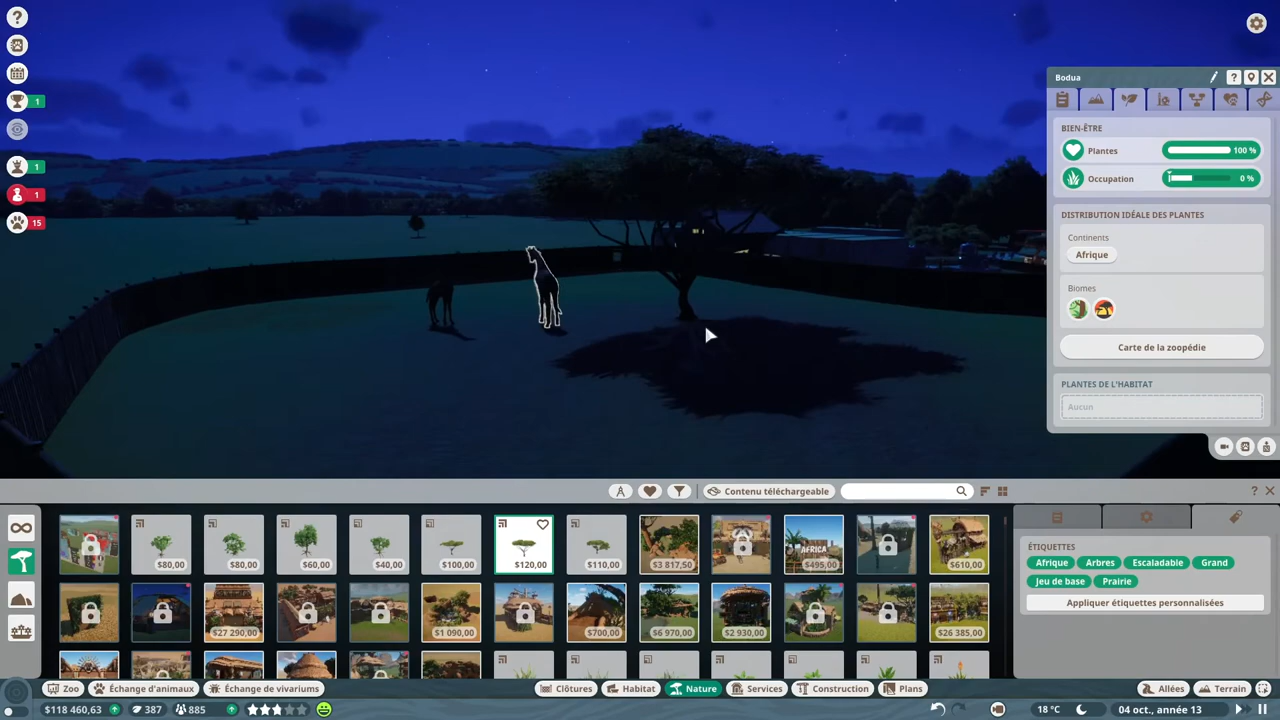 ?
1
1
1
15
Bodua
?
BIEN-ÊTRE
Plantes 100 %
Occupation 0 %
DISTRIBUTION IDÉALE DES PLANTES
Continents
Afrique
Biomes
Carte de la zoopédie
PLANTES DE L'HABITAT
Aucun
Contenu téléchargeable
?
$80,00 $80,00 $60,00 $40,00 $100,00 $120,00 $110,00 $3 817,50 AFRICA $495,00 $610,00
$27 290,00 $1 090,00 $700,00 $6 970,00 $2 930,00 $26 385,00
ÉTIQUETTES
Afrique Arbres Escaladable Grand
Jeu de base Prairie
Appliquer étiquettes personnalisées
Zoo Échange d'animaux Échange de vivariums Clôtures Habitat Nature Services Construction Plans Allées Terrain
$118 460,63 387 885 18 °C 04 oct., année 13